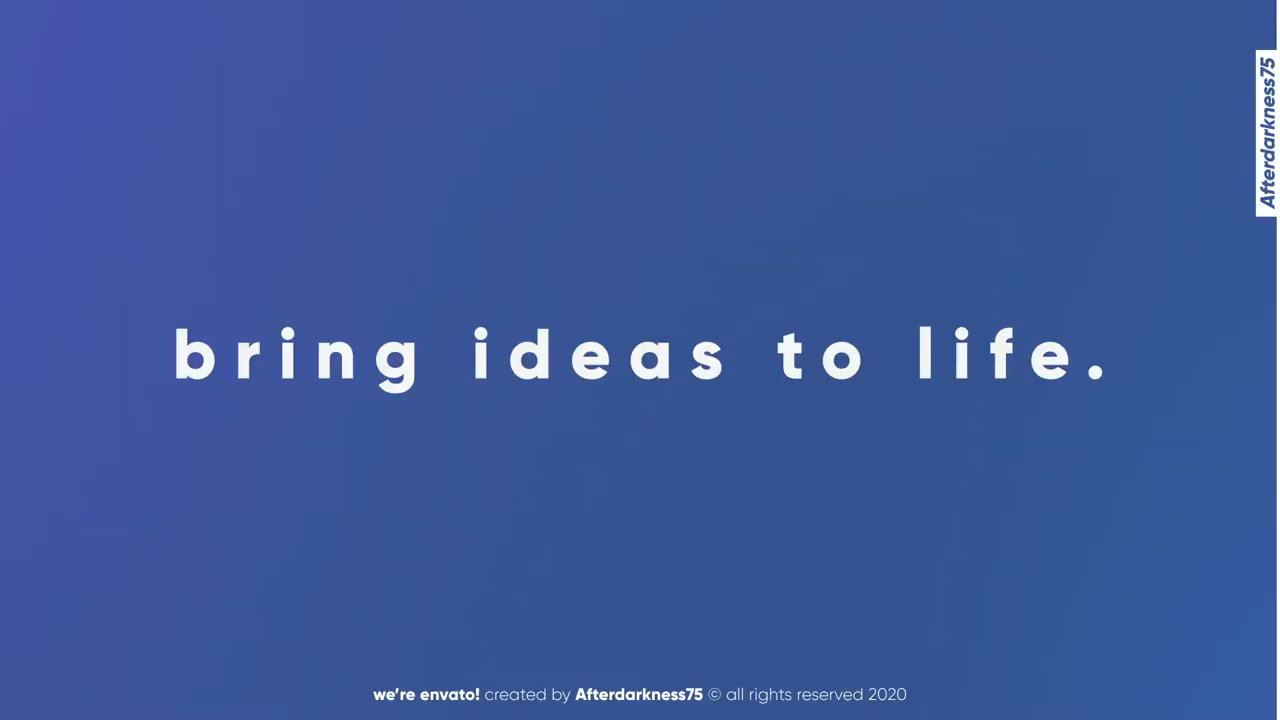 Afterdarkness75
bring ideas to life.
we're envato! created by Afterdarkness75 © all rights reserved 2020